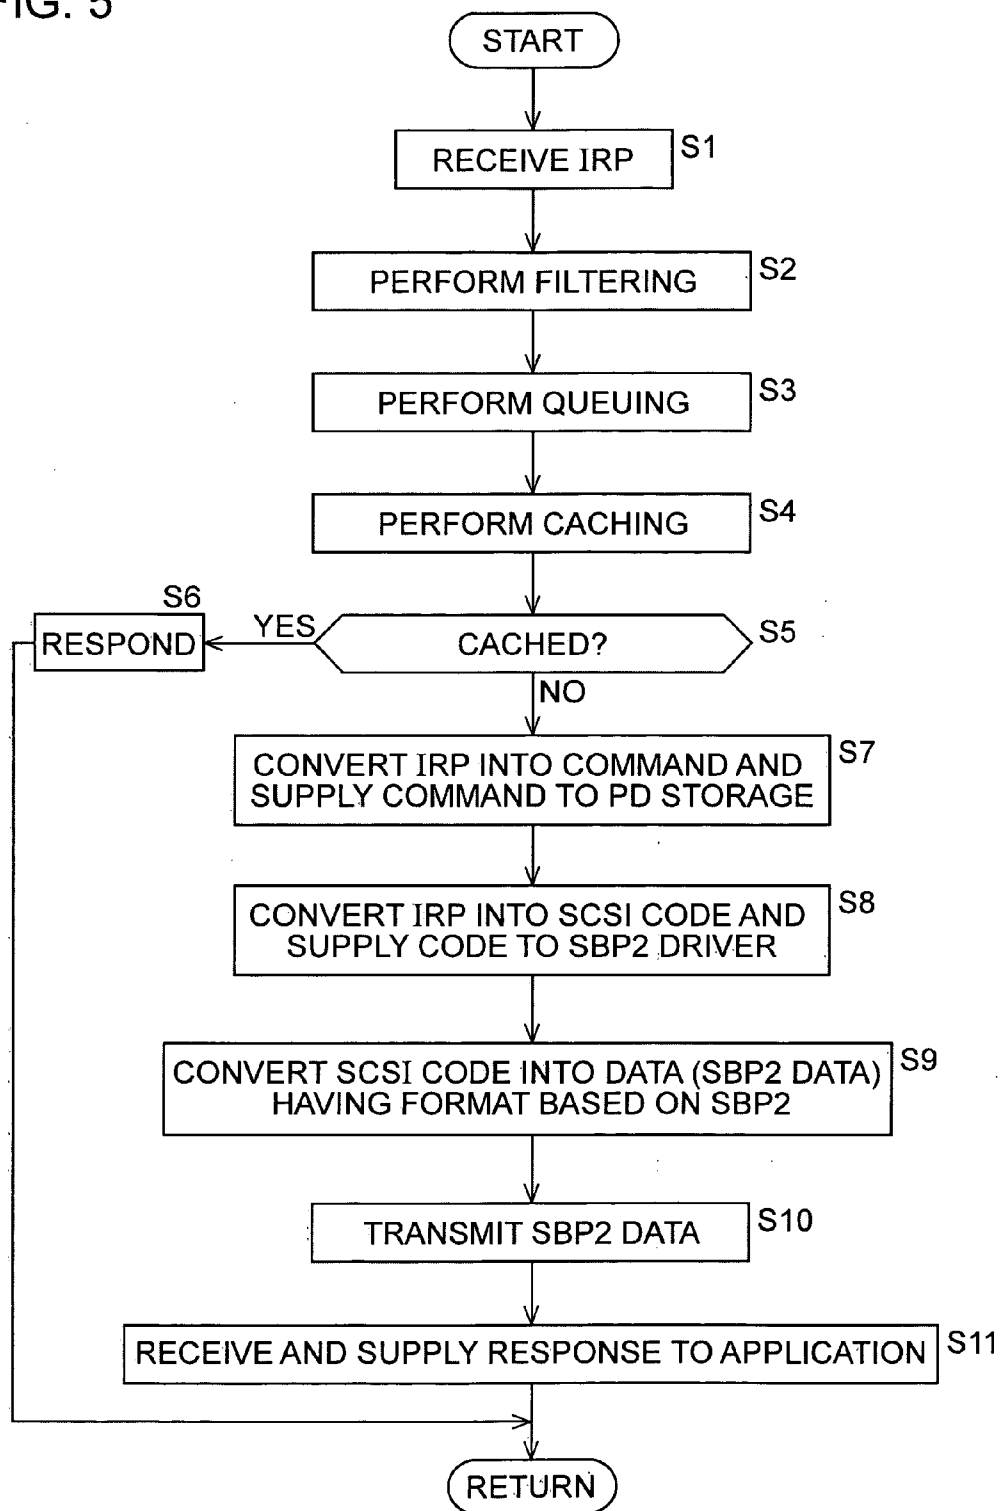 FIG. 5
START
RECEIVE IRP
S1
PERFORM FILTERING
S2
PERFORM QUEUING
S3
PERFORM CACHING
S4
S6
RESPOND
YES
CACHED?
S5
NO
CONVERT IRP INTO COMMAND AND
SUPPLY COMMAND TO PD STORAGE
S7
CONVERT IRP INTO SCSI CODE AND
SUPPLY CODE TO SBP2 DRIVER
S8
CONVERT SCSI CODE INTO DATA (SBP2 DATA)
HAVING FORMAT BASED ON SBP2
S9
TRANSMIT SBP2 DATA
S10
RECEIVE AND SUPPLY RESPONSE TO APPLICATION
S11
RETURN